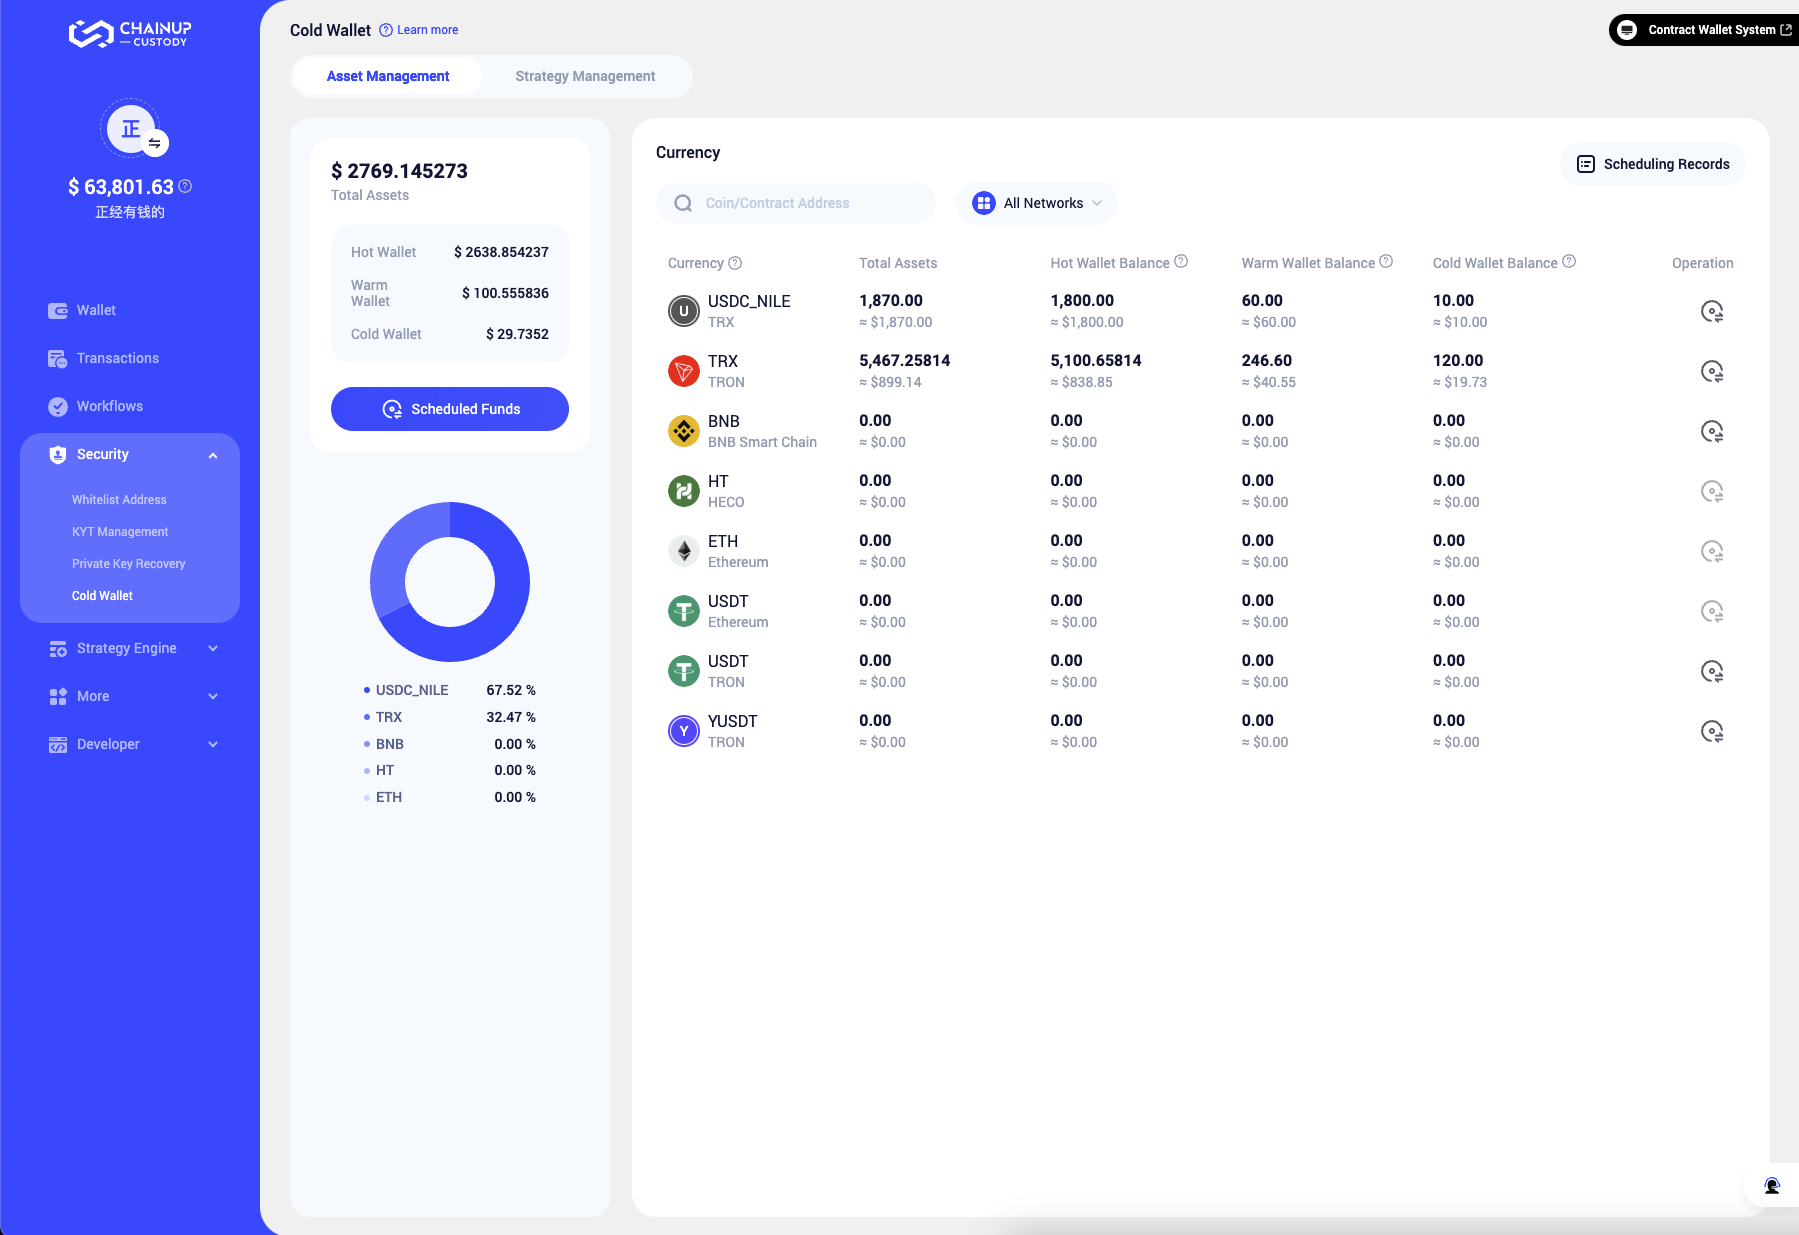 CHAINUP
CUSTODY
正
$ 63,801.63
正经有钱的
Wallet
Transactions
Workflows
Security
Whitelist Address
KYT Management
Private Key Recovery
Cold Wallet
Strategy Engine
More
Developer
Cold Wallet Learn more
Contract Wallet System
Asset Management Strategy Management
$ 2769.145273
Total Assets
Hot Wallet $ 2638.854237
Warm Wallet $ 100.555836
Cold Wallet $ 29.7352
Scheduled Funds
USDC_NILE 67.52 %
TRX 32.47 %
BNB 0.00 %
HT 0.00 %
ETH 0.00 %
Currency
Scheduling Records
Coin/Contract Address All Networks
Currency Total Assets Hot Wallet Balance Warm Wallet Balance Cold Wallet Balance Operation
U USDC_NILE 1,870.00 1,800.00 60.00 10.00
TRX ≈ $1,870.00 ≈ $1,800.00 ≈ $60.00 ≈ $10.00
TRX 5,467.25814 5,100.65814 246.60 120.00
TRON ≈ $899.14 ≈ $838.85 ≈ $40.55 ≈ $19.73
BNB 0.00 0.00 0.00 0.00
BNB Smart Chain ≈ $0.00 ≈ $0.00 ≈ $0.00 ≈ $0.00
HT 0.00 0.00 0.00 0.00
HECO ≈ $0.00 ≈ $0.00 ≈ $0.00 ≈ $0.00
ETH 0.00 0.00 0.00 0.00
Ethereum ≈ $0.00 ≈ $0.00 ≈ $0.00 ≈ $0.00
USDT 0.00 0.00 0.00 0.00
Ethereum ≈ $0.00 ≈ $0.00 ≈ $0.00 ≈ $0.00
USDT 0.00 0.00 0.00 0.00
TRON ≈ $0.00 ≈ $0.00 ≈ $0.00 ≈ $0.00
Y YUSDT 0.00 0.00 0.00 0.00
TRON ≈ $0.00 ≈ $0.00 ≈ $0.00 ≈ $0.00